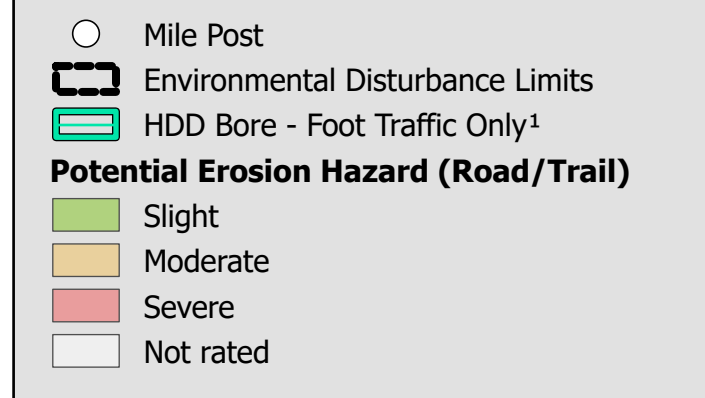 Mile Post
Environmental Disturbance Limits
HDD Bore - Foot Traffic Only¹
Potential Erosion Hazard (Road/Trail)
Slight
Moderate
Severe
Not rated